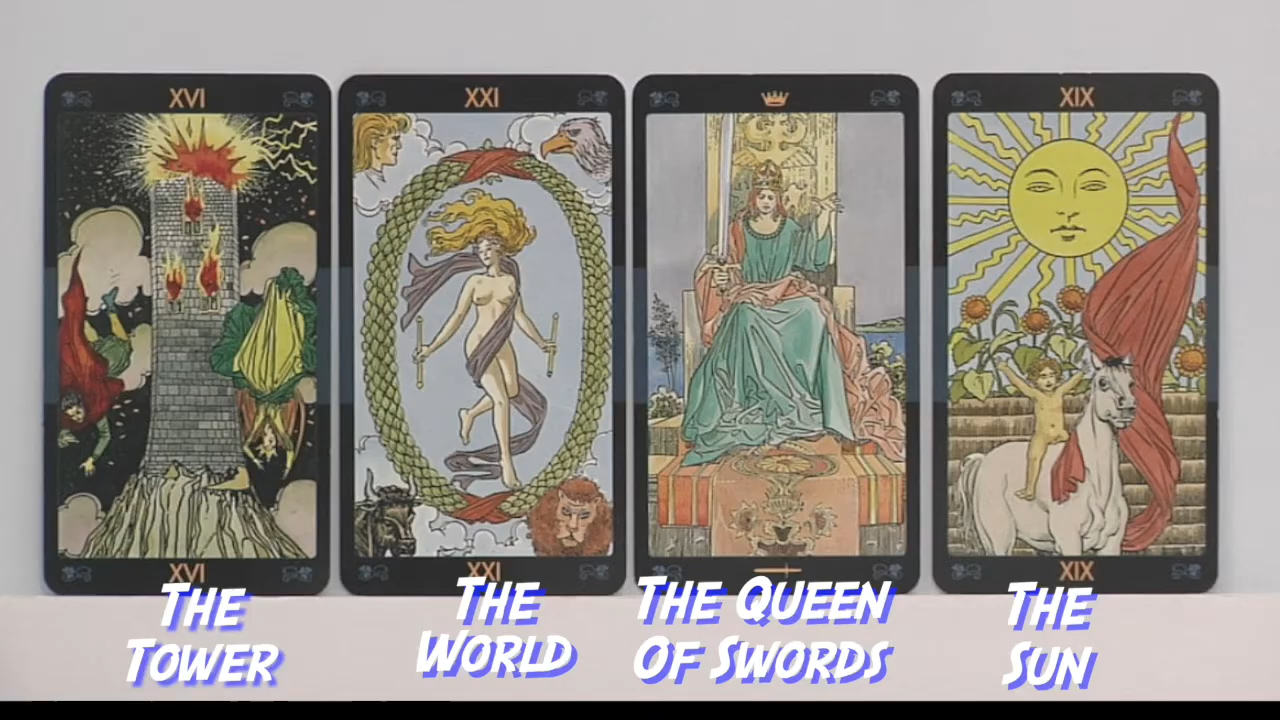 XVI
XXI
XIX
XVI
XXI
XIX
THE
TOWER
THE
WORLD
THE QUEEN
OF SWORDS
THE
SUN